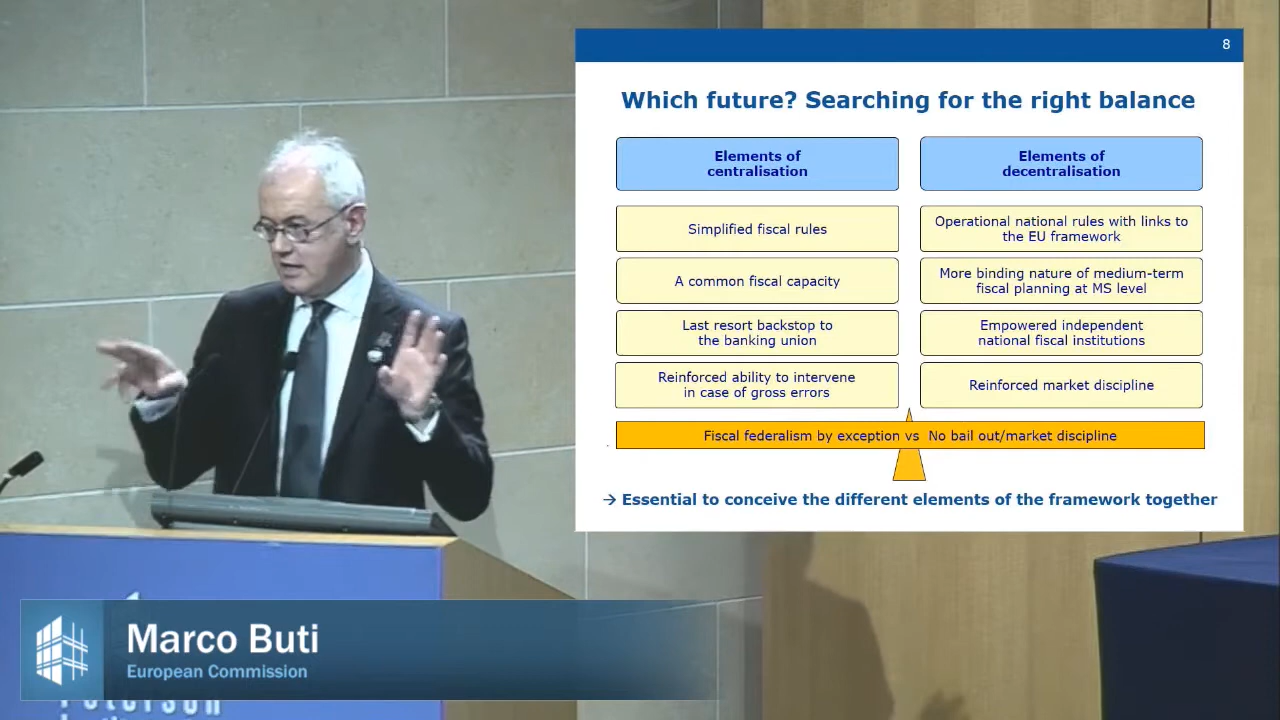 8
Which future? Searching for the right balance
Elements of
centralisation
Elements of
decentralisation
Simplified fiscal rules
Operational national rules with links to
the EU framework
A common fiscal capacity
More binding nature of medium-term
fiscal planning at MS level
Last resort backstop to
the banking union
Empowered independent
national fiscal institutions
Reinforced ability to intervene
in case of gross errors
Reinforced market discipline
Fiscal federalism by exception vs No bail out/market discipline
→ Essential to conceive the different elements of the framework together
Marco Buti
European Commission
Peterson